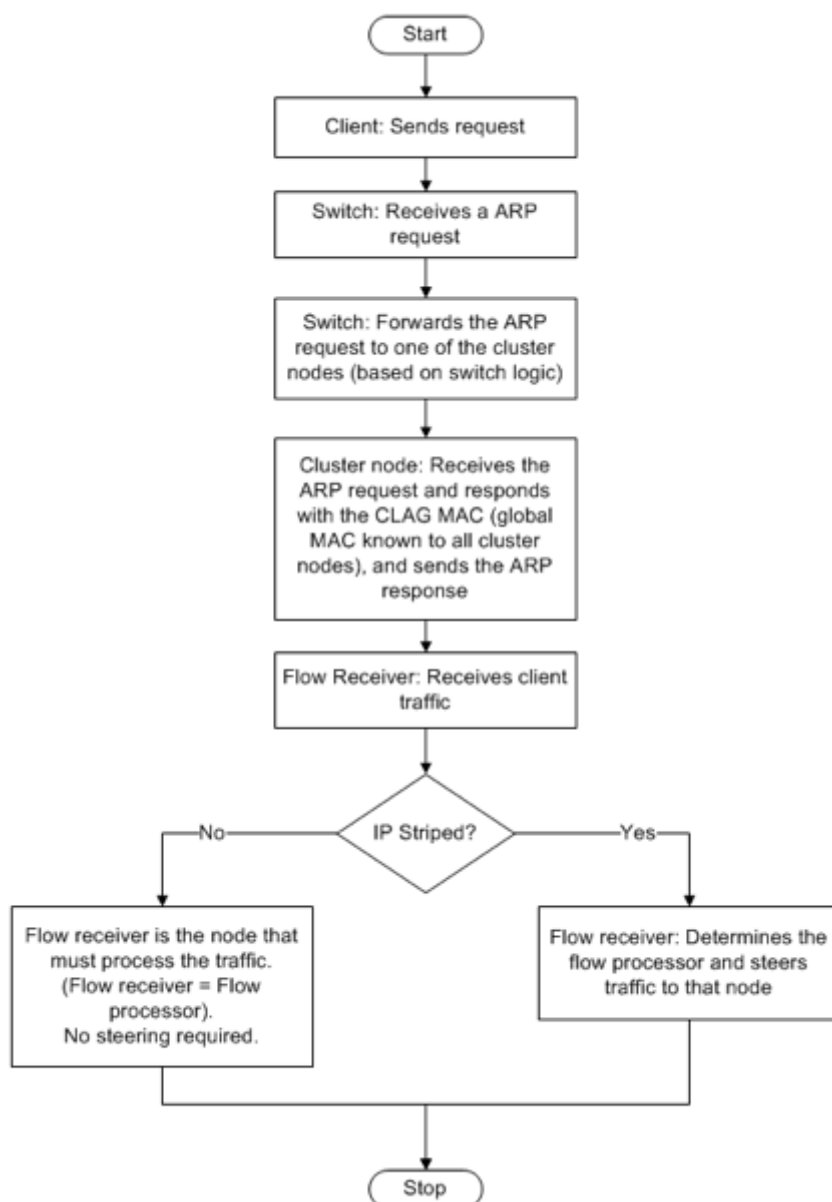 Start
Client: Sends request
Switch: Receives a ARP
request
Switch: Forwards the ARP
request to one of the cluster
nodes (based on switch logic)
Cluster node: Receives the
ARP request and responds
with the CLAG MAC (global
MAC known to all cluster
nodes), and sends the ARP
response
Flow Receiver: Receives client
traffic
IP Striped?
No
Yes
Flow receiver is the node that
must process the traffic.
(Flow receiver = Flow
processor).
No steering required.
Flow receiver: Determines the
flow processor and steers
traffic to that node
Stop